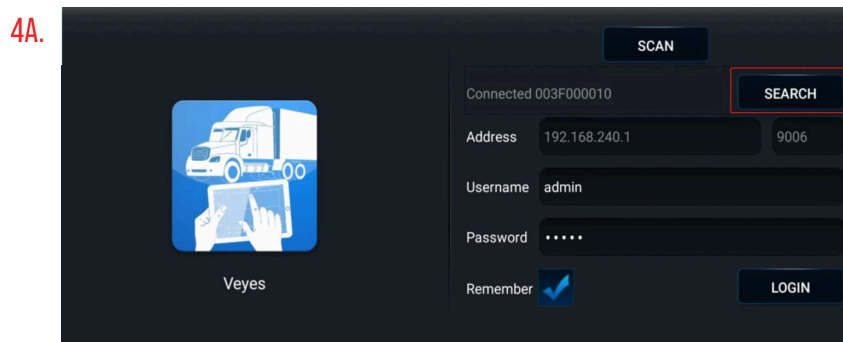 4A.
SCAN
Connected 003F000010 SEARCH
Address 192.168.240.1 9006
Username admin
Password •••••
Veyes
Remember LOGIN